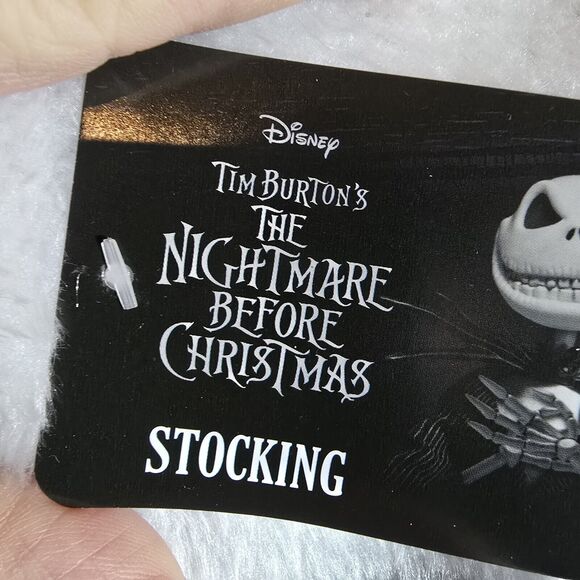 Disney
TIM BURTON'S
THE
NIGHTMARE
BEFORE
CHRISTMAS
STOCKING